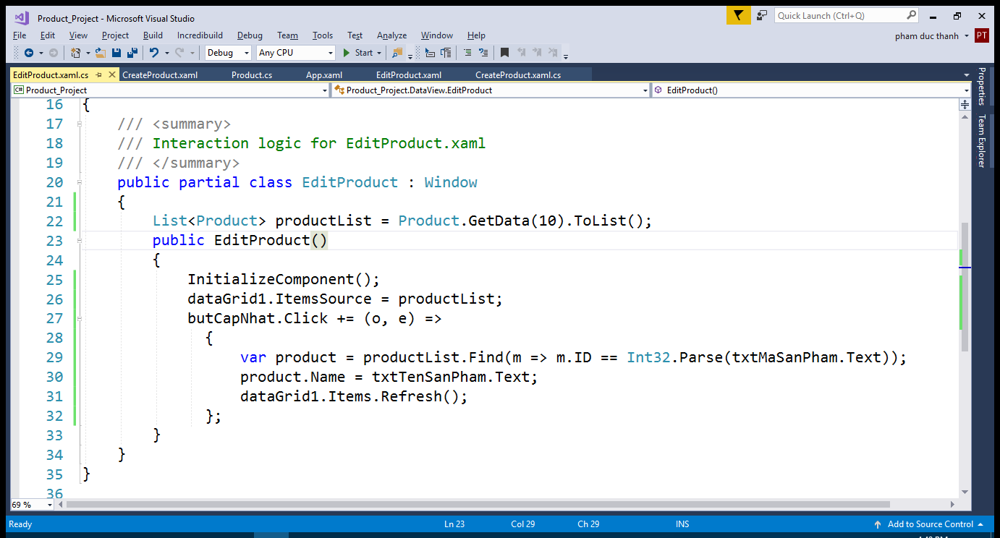 Product_Project - Microsoft Visual Studio
Quick Launch (Ctrl+Q)
File Edit View Project Build Incredibuild Debug Team Tools Test Analyze Window Help
pham duc thanh PT
Debug Any CPU Start
EditProduct.xaml.cs CreateProduct.xaml Product.cs App.xaml EditProduct.xaml CreateProduct.xaml.cs
C# Product_Project Product_Project.DataView.EditProduct EditProduct()
16 {
17 /// <summary>
18 /// Interaction logic for EditProduct.xaml
19 /// </summary>
20 public partial class EditProduct : Window
21 {
22 List<Product> productList = Product.GetData(10).ToList();
23 public EditProduct()
24 {
25 InitializeComponent();
26 dataGrid1.ItemsSource = productList;
27 butCapNhat.Click += (o, e) =>
28 {
29 var product = productList.Find(m => m.ID == Int32.Parse(txtMaSanPham.Text));
30 product.Name = txtTenSanPham.Text;
31 dataGrid1.Items.Refresh();
32 };
33 }
34 }
35 }
36
69 %
Properties
Team Explorer
Ready Ln 23 Col 29 Ch 29 INS Add to Source Control